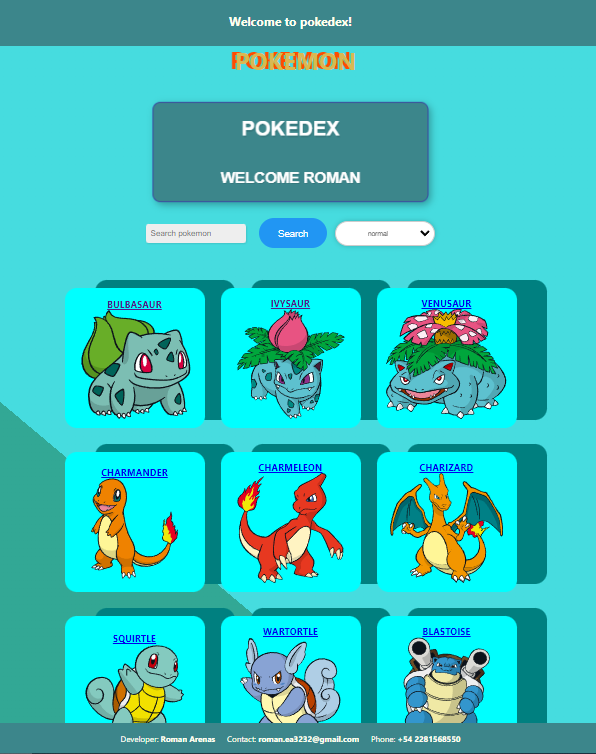 Welcome to pokedex!
POKEMON
POKEDEX
WELCOME ROMAN
Search pokemon Search normal
BULBASAUR IVYSAUR VENUSAUR
CHARMANDER CHARMELEON CHARIZARD
SQUIRTLE WARTORTLE BLASTOISE
Developer: Roman Arenas Contact: roman.ea3232@gmail.com Phone: +54 2281568550